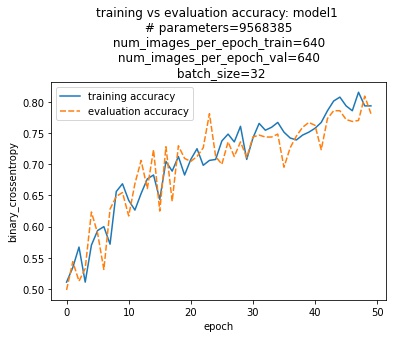 training vs evaluation accuracy: model1
# parameters=9568385
num_images_per_epoch_train=640
num_images_per_epoch_val=640
batch_size=32
training accuracy
evaluation accuracy
binary_crossentropy
0.80
0.75
0.70
0.65
0.60
0.55
0.50
0
10
20
30
40
50
epoch